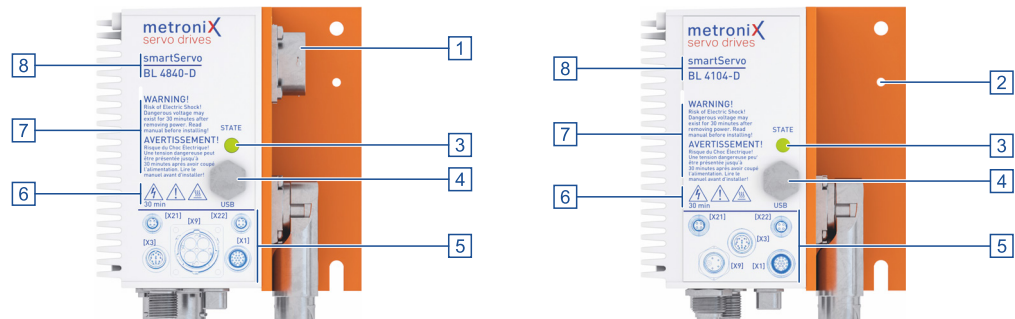 metroniX
servo drives
smartServo
BL 4840-D
WARNING!
Risk of Electric Shock!
Dangerous voltage may
exist for 30 minutes after
removing power. Read
manual before installing!
STATE
AVERTISSEMENT!
Risque du Choc Électrique!
Une tension dangereuse peut
être présentée jusqu'à
30 minutes après avoir coupé
l'alimentation. Lire le
manuel avant d'installer!
30 min
USB
[X21] [X9] [X22]
[X3] [X1]
8
7
6
1
3
4
5
metroniX
servo drives
smartServo
BL 4104-D
WARNING!
Risk of Electric Shock!
Dangerous voltage may
exist for 30 minutes after
removing power. Read
manual before installing!
STATE
AVERTISSEMENT!
Risque du Choc Électrique!
Une tension dangereuse peut
être présentée jusqu'à
30 minutes après avoir coupé
l'alimentation. Lire le
manuel avant d'installer!
30 min
USB
[X21] [X22]
[X3]
[X9] [X1]
8
7
6
2
3
4
5